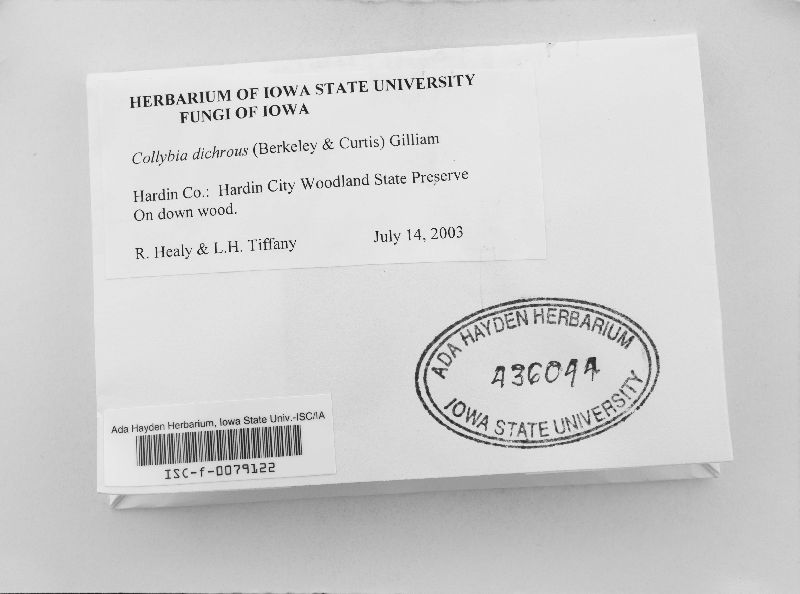 HERBARIUM OF IOWA STATE UNIVERSITY
FUNGI OF IOWA
Collybia dichrous (Berkeley & Curtis) Gilliam
Hardin Co.: Hardin City Woodland State Preserve
On down wood.
R. Healy & L.H. Tiffany July 14, 2003
ADA HAYDEN HERBARIUM
436044
IOWA STATE UNIVERSITY
Ada Hayden Herbarium, Iowa State Univ.-ISC/IA
ISC-f-0079122